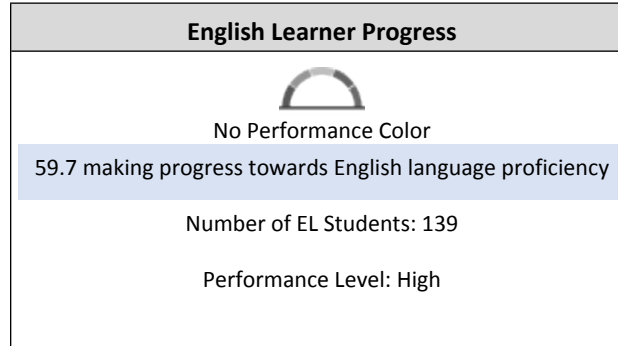 English Learner Progress
No Performance Color
59.7 making progress towards English language proficiency
Number of EL Students: 139
Performance Level: High